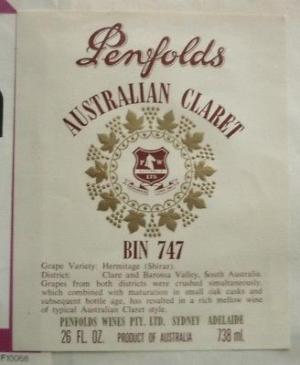 Penfolds
AUSTRALIAN CLARET
P W
LTD.
BIN 747
Grape Variety: Hermitage (Shiraz).
District: Clare and Barossa Valley, South Australia.
Grapes from both districts were crushed simultaneously,
which combined with maturation in small oak casks and
subsequent bottle age, has resulted in a rich mellow wine
of typical Australian Claret style.
PENFOLDS WINES PTY. LTD. SYDNEY ADELAIDE
26 FL. OZ. PRODUCT OF AUSTRALIA 738 ml.
F10068